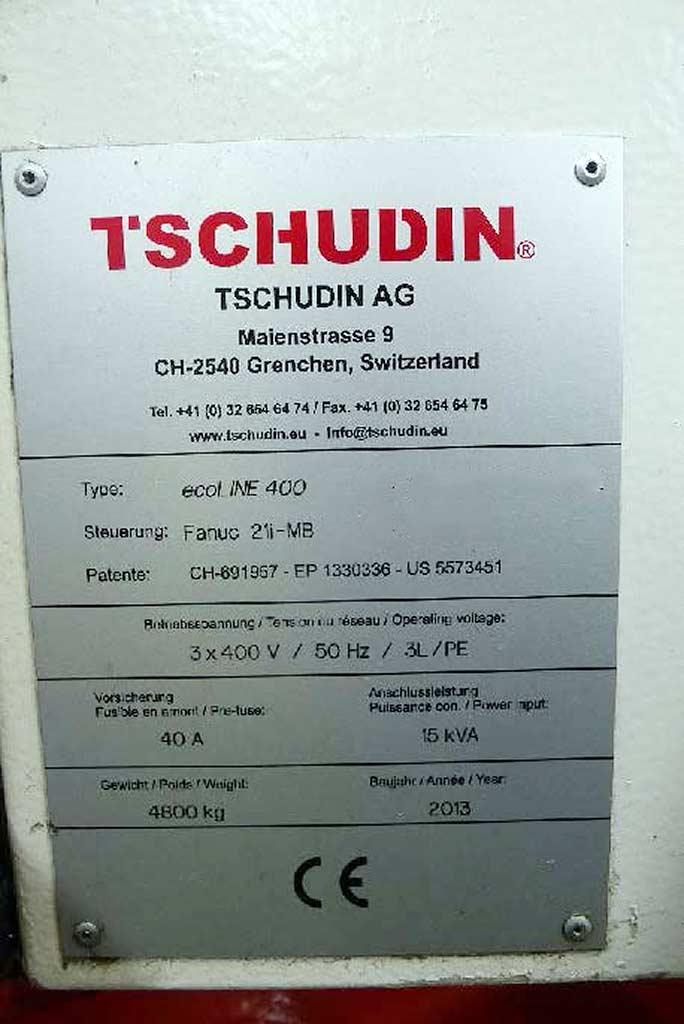 TSCHUDIN®
TSCHUDIN AG
Maienstrasse 9
CH-2540 Grenchen, Switzerland
Tel. +41 (0) 32 654 64 74 / Fax. +41 (0) 32 654 64 75
www.tschudin.eu - info@tschudin.eu
Type: ecoLINE 400
Steuerung: Fanuc 21i-MB
Patente: CH-691957 - EP 1330336 - US 5573451
Betriebsspannung / Tension du réseau / Operating voltage:
3 x 400 V / 50 Hz / 3L/PE
Vorsicherung Anschlussleistung
Fusible en amont / Pre-fuse: Puissance con. / Power input:
40 A 15 kVA
Gewicht / Poids / Weight: Baujahr / Année / Year:
4800 kg 2013
CE